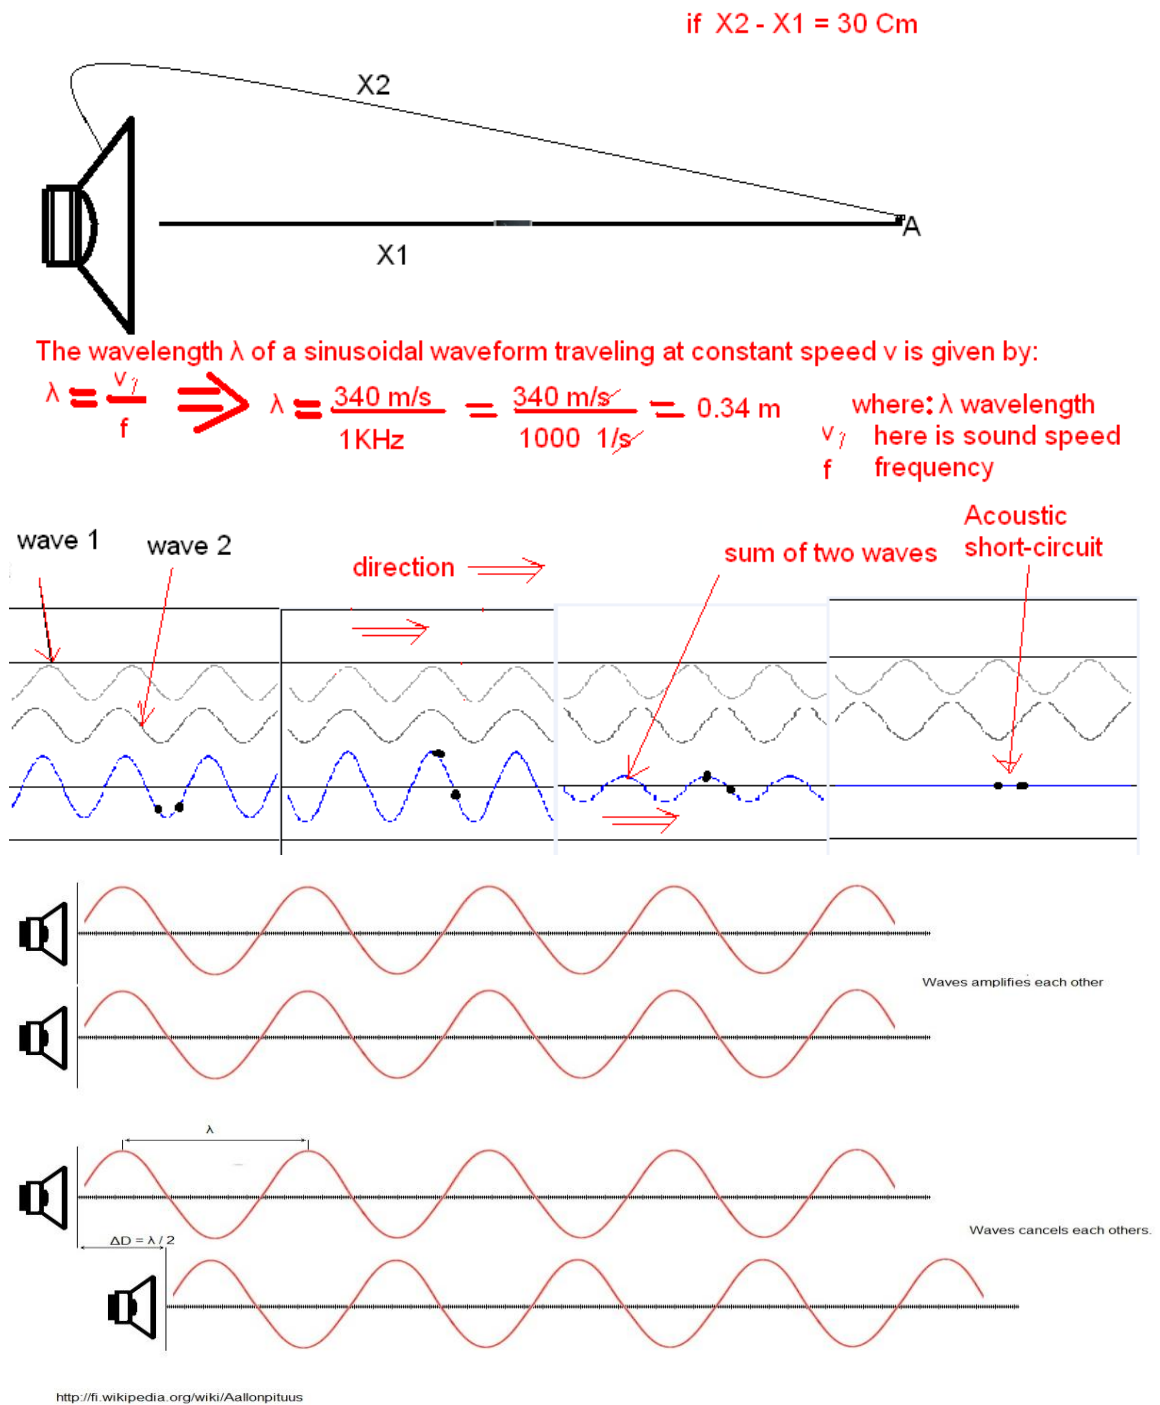 if X2 - X1 = 30 Cm
X2
A
X1
The wavelength λ of a sinusoidal waveform traveling at constant speed v is given by:
λ = v / f ⇒ λ = 340 m/s / 1KHz = 340 m/s / 1000 1/s = 0.34 m
where: λ wavelength
v, here is sound speed
f frequency
wave 1
wave 2
direction
sum of two waves
Acoustic
short-circuit
Waves amplifies each other
λ
Waves cancels each others.
ΔD = λ / 2
http://fi.wikipedia.org/wiki/Aallonpituus